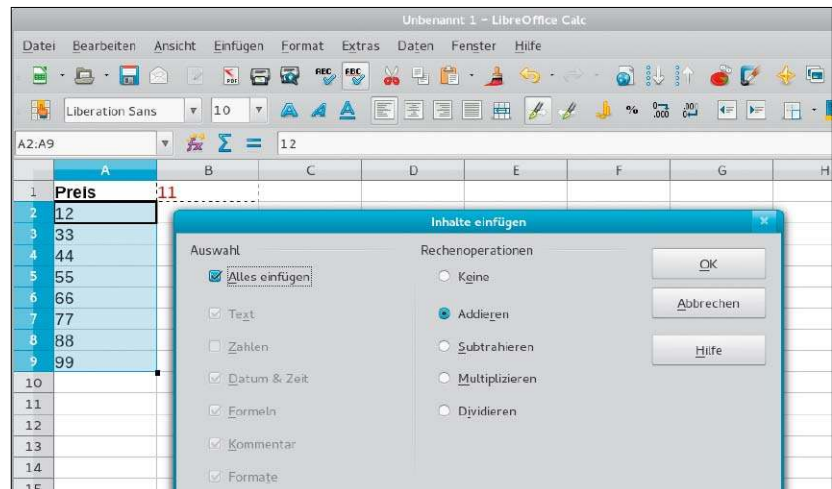 Unbenannt 1 – LibreOffice Calc
Datei Bearbeiten Ansicht Einfügen Format Extras Daten Fenster Hilfe
Liberation Sans 10
A2:A9 12
A B C D E F G H
1 Preis 11
2 12
3 33
4 44
5 55
6 66
7 77
8 88
9 99
10
11
12
13
14
15
Inhalte einfügen
Auswahl
Alles einfügen
Text
Zahlen
Datum & Zeit
Formeln
Kommentar
Formate
Rechenoperationen
Keine
Addieren
Subtrahieren
Multiplizieren
Dividieren
OK
Abbrechen
Hilfe